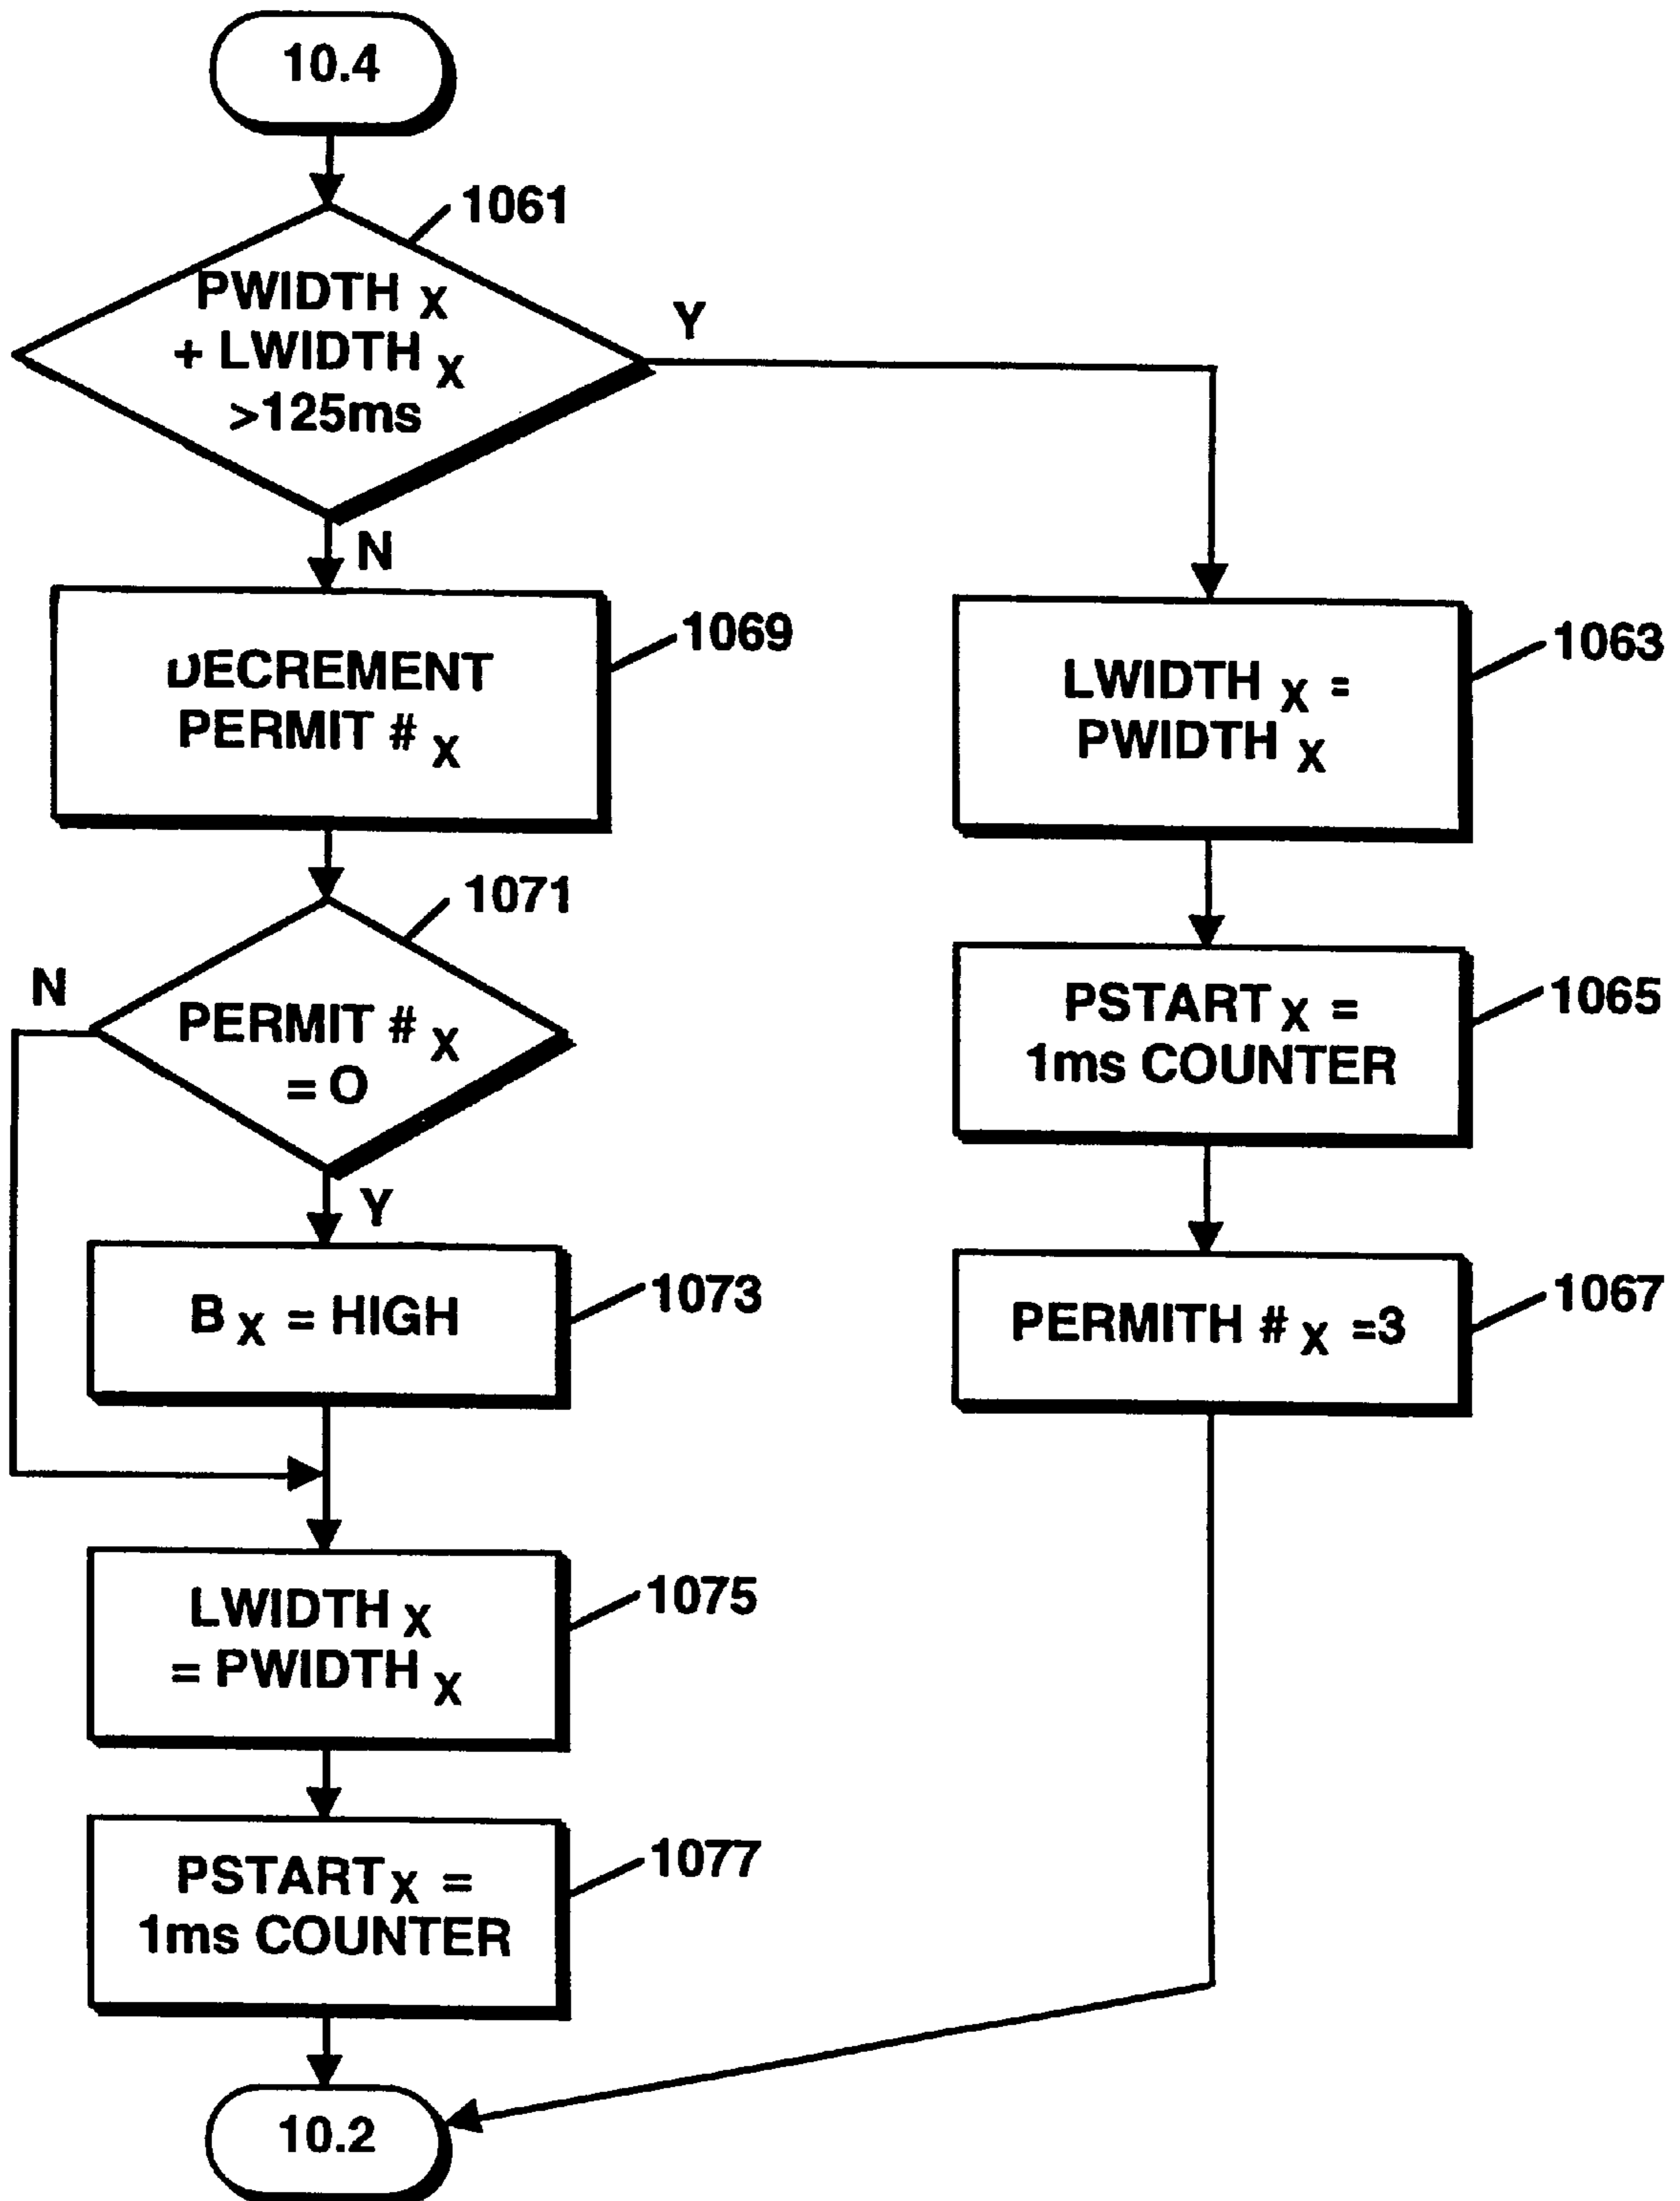 10.4
1061
PWIDTH X
+ LWIDTH X
>125ms
Y
N
DECREMENT
PERMIT # X
1069
LWIDTH X =
PWIDTH X
1063
1071
N
PERMIT # X
= O
Y
PSTART X =
1ms COUNTER
1065
B X = HIGH
1073
PERMITH # X =3
1067
LWIDTH X
= PWIDTH X
1075
PSTART X =
1ms COUNTER
1077
10.2